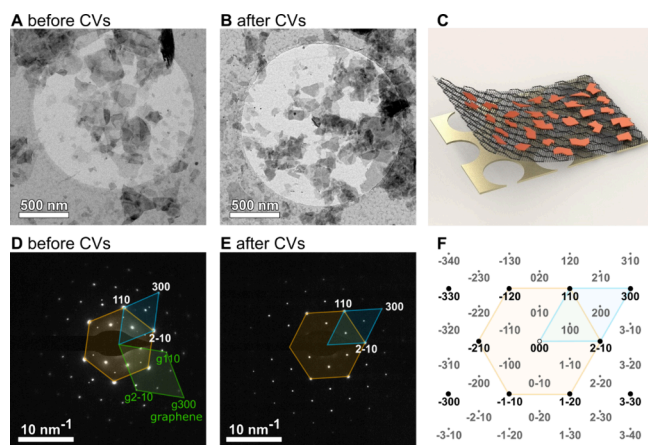 A before CVs
500 nm
B after CVs
500 nm
C
D before CVs
300
110
2-10
g110
g2-10
g300
graphene
10 nm-1
E after CVs
110
300
2-10
10 nm-1
F
-340 -130 120 310
-230 020 210
-330 -120 110 300
-220 010 200
-320 -110 100 3-10
-210 000 2-10
-310 -100 1-10 3-20
-200 0-10 2-20
-300 -1-10 1-20 3-30
-2-10 0-20 2-30
-3-10 -1-20 1-30 3-40